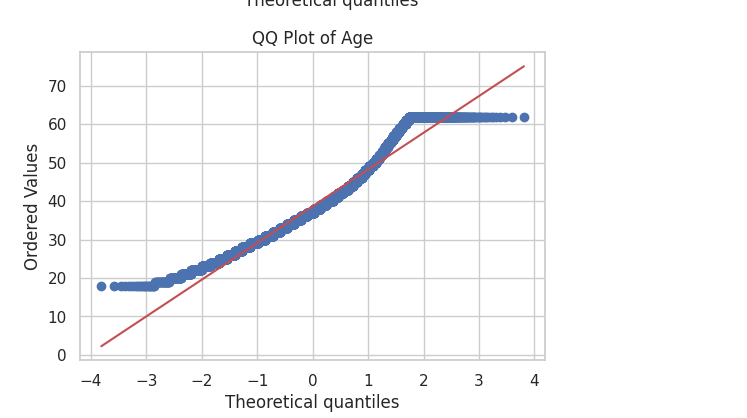 Theoretical quantiles
QQ Plot of Age
70
60
50
40
30
20
10
0
Ordered Values
−4 −3 −2 −1 0 1 2 3 4
Theoretical quantiles